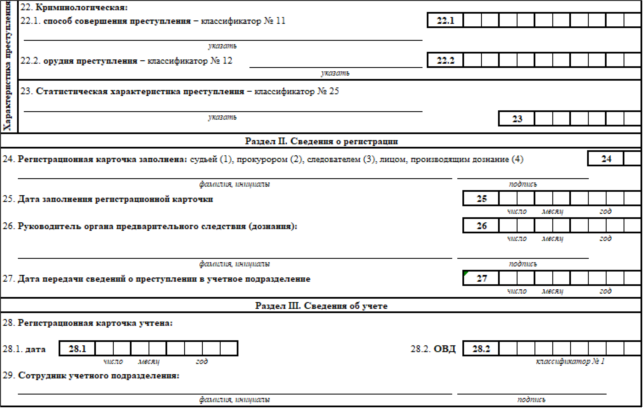 Характеристика преступления
22. Криминологическая:
22.1. способ совершения преступления – классификатор № 11
22.1
указать
22.2. орудия преступления – классификатор № 12
22.2
указать
23. Статистическая характеристика преступления – классификатор № 25
указать
23
Раздел II. Сведения о регистрации
24. Регистрационная карточка заполнена: судьей (1), прокурором (2), следователем (3), лицом, производящим дознание (4)
24
фамилия, инициалы подпись
25. Дата заполнения регистрационной карточки
25
число месяц год
26. Руководитель органа предварительного следствия (дознания):
26
число месяц год
фамилия, инициалы подпись
27. Дата передачи сведений о преступлении в учетное подразделение
27
число месяц год
Раздел III. Сведения об учете
28. Регистрационная карточка учтена:
28.1. дата 28.1 28.2. ОВД 28.2
число месяц год классификатор № 1
29. Сотрудник учетного подразделения:
фамилия, инициалы подпись